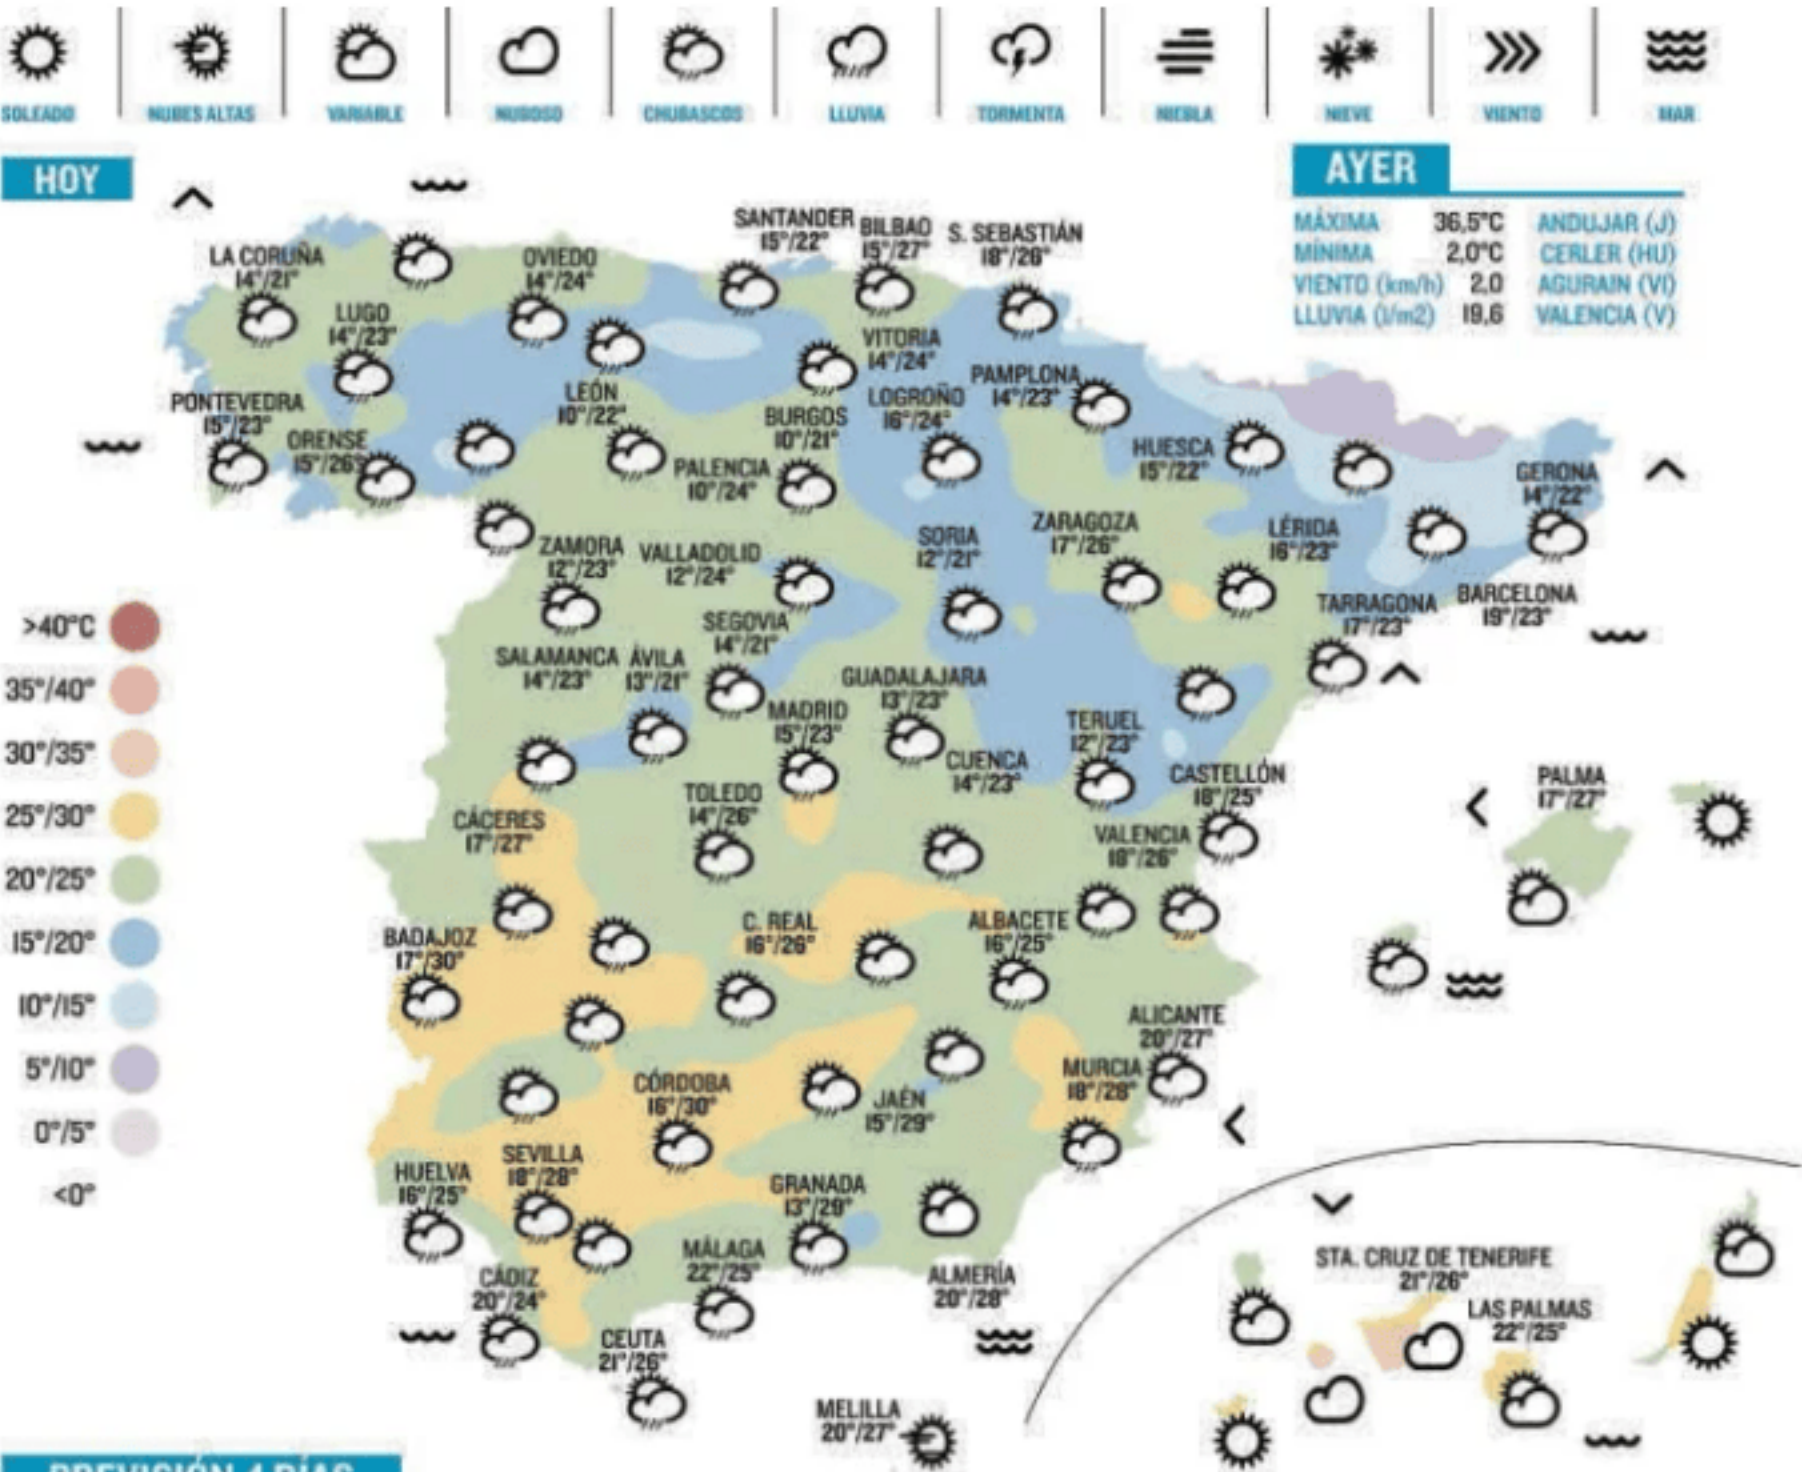 SOLEADO
NUBES ALTAS
VARIABLE
NUBOSO
CHUBASCOS
LLUVIA
TORMENTA
NIEBLA
NIEVE
VIENTO
MAR
HOY
AYER
MÁXIMA 36,5°C ANDUJAR (J)
MÍNIMA 2,0°C CERLER (HU)
VIENTO (km/h) 2,0 AGURAIN (VI)
LLUVIA (l/m2) 19,6 VALENCIA (V)
LA CORUÑA
14°/21°
OVIEDO
14°/24°
SANTANDER
15°/22°
BILBAO
15°/27°
S. SEBASTIÁN
18°/26°
LUGO
14°/23°
VITORIA
14°/24°
PONTEVEDRA
15°/23°
ORENSE
15°/26°
LEÓN
10°/22°
BURGOS
10°/21°
LOGROÑO
16°/24°
PAMPLONA
14°/23°
PALENCIA
10°/24°
HUESCA
15°/22°
GERONA
14°/22°
ZAMORA
12°/23°
VALLADOLID
12°/24°
SORIA
12°/21°
ZARAGOZA
17°/26°
LÉRIDA
16°/23°
TARRAGONA
17°/23°
BARCELONA
19°/23°
SEGOVIA
14°/21°
SALAMANCA
14°/23°
ÁVILA
13°/21°
MADRID
15°/23°
GUADALAJARA
13°/23°
CUENCA
14°/23°
TERUEL
12°/23°
CASTELLÓN
18°/25°
PALMA
17°/27°
CÁCERES
17°/27°
TOLEDO
14°/26°
VALENCIA
18°/26°
BADAJOZ
17°/30°
C. REAL
16°/26°
ALBACETE
16°/25°
ALICANTE
20°/27°
CÓRDOBA
16°/30°
JAÉN
15°/29°
MURCIA
18°/28°
HUELVA
16°/25°
SEVILLA
18°/28°
GRANADA
13°/29°
CÁDIZ
20°/24°
MÁLAGA
22°/25°
ALMERÍA
20°/28°
CEUTA
21°/26°
MELILLA
20°/27°
STA. CRUZ DE TENERIFE
21°/26°
LAS PALMAS
22°/25°
>40°C
35°/40°
30°/35°
25°/30°
20°/25°
15°/20°
10°/15°
5°/10°
0°/5°
<0°
PREVISIÓN 4 DÍAS